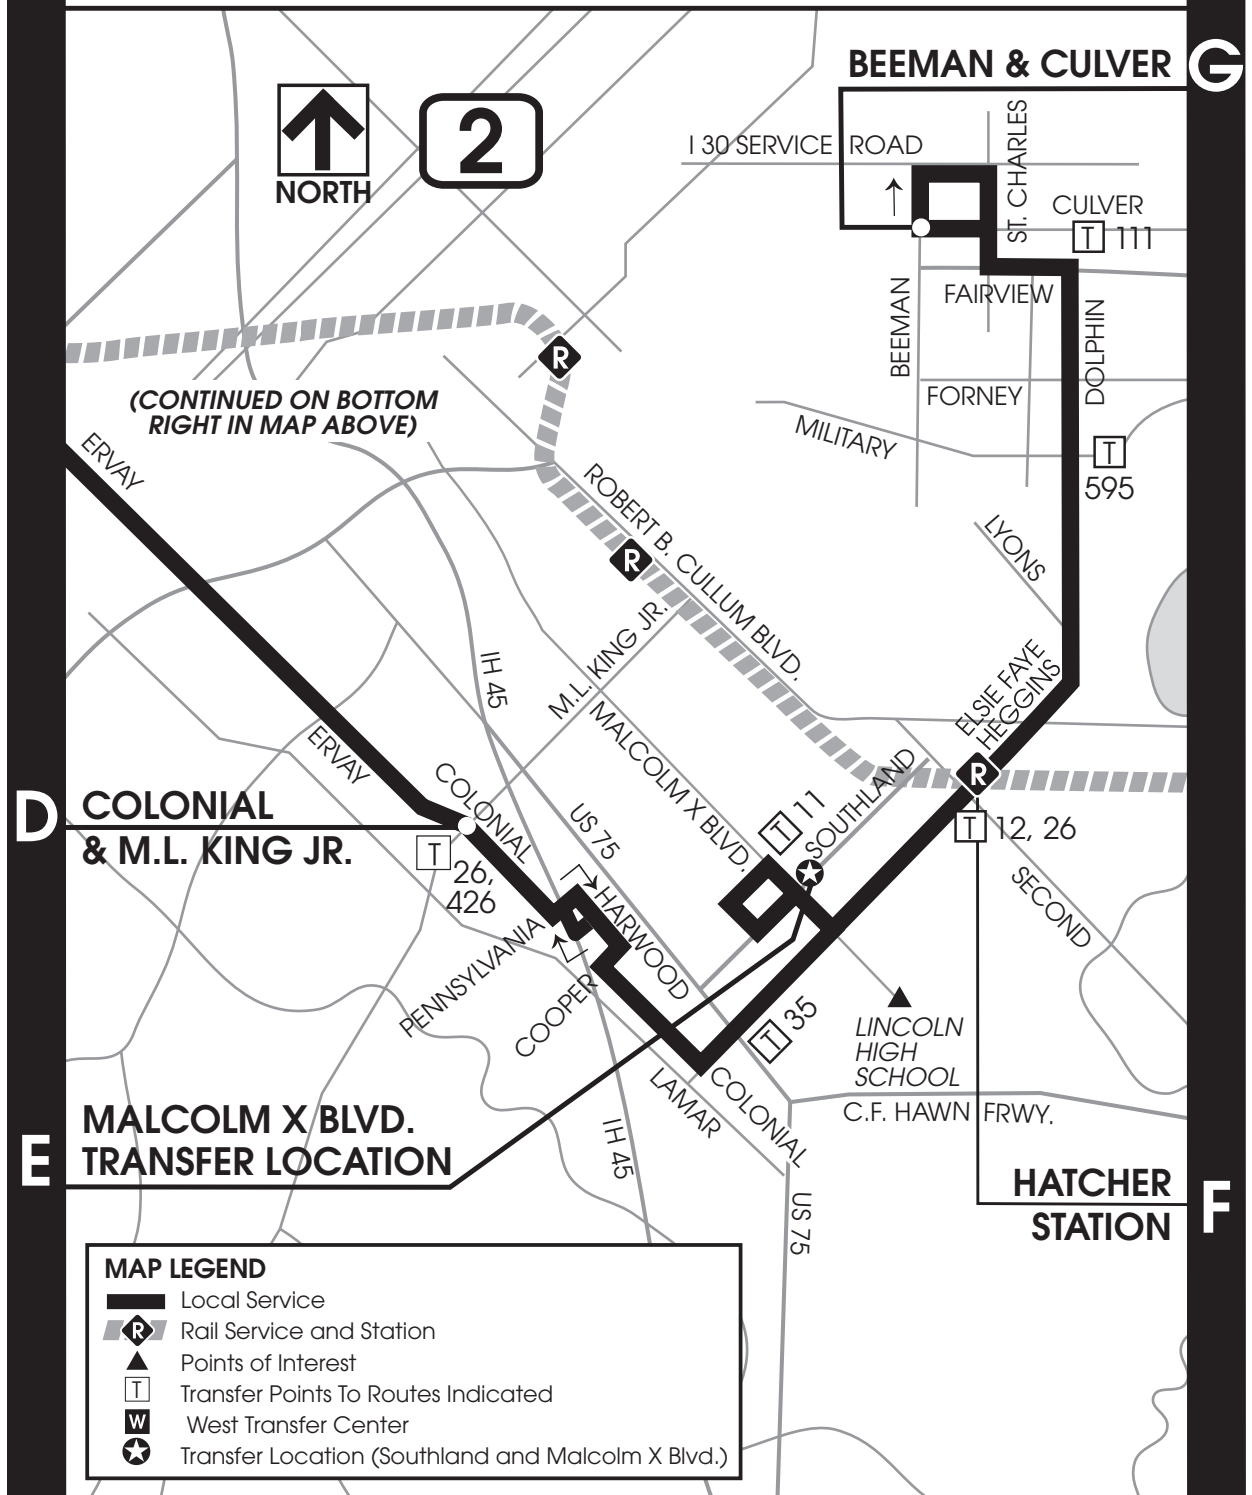 BEEMAN & CULVER
G
2
NORTH
I 30 SERVICE ROAD
ST. CHARLES
CULVER
T 111
FAIRVIEW
BEEMAN
DOLPHIN
R
(CONTINUED ON BOTTOM
RIGHT IN MAP ABOVE)
FORNEY
MILITARY
T
595
ERVAY
ROBERT B. CULLUM BLVD.
LYONS
R
M.L. KING JR.
IH 45
ELSIE FAYE
HEGGINS
MALCOLM X BLVD.
ERVAY
COLONIAL
SOUTHLAND
R
D
COLONIAL
& M.L. KING JR.
T
26,
426
US 75
T 11
T 12, 26
SECOND
HARWOOD
PENNSYLVANIA
COOPER
T 35
LINCOLN
HIGH
SCHOOL
LAMAR
COLONIAL
C.F. HAWN FRWY.
E
MALCOLM X BLVD.
TRANSFER LOCATION
IH 45
US 75
HATCHER
STATION
F
MAP LEGEND
Local Service
R Rail Service and Station
Points of Interest
T Transfer Points To Routes Indicated
W West Transfer Center
Transfer Location (Southland and Malcolm X Blvd.)